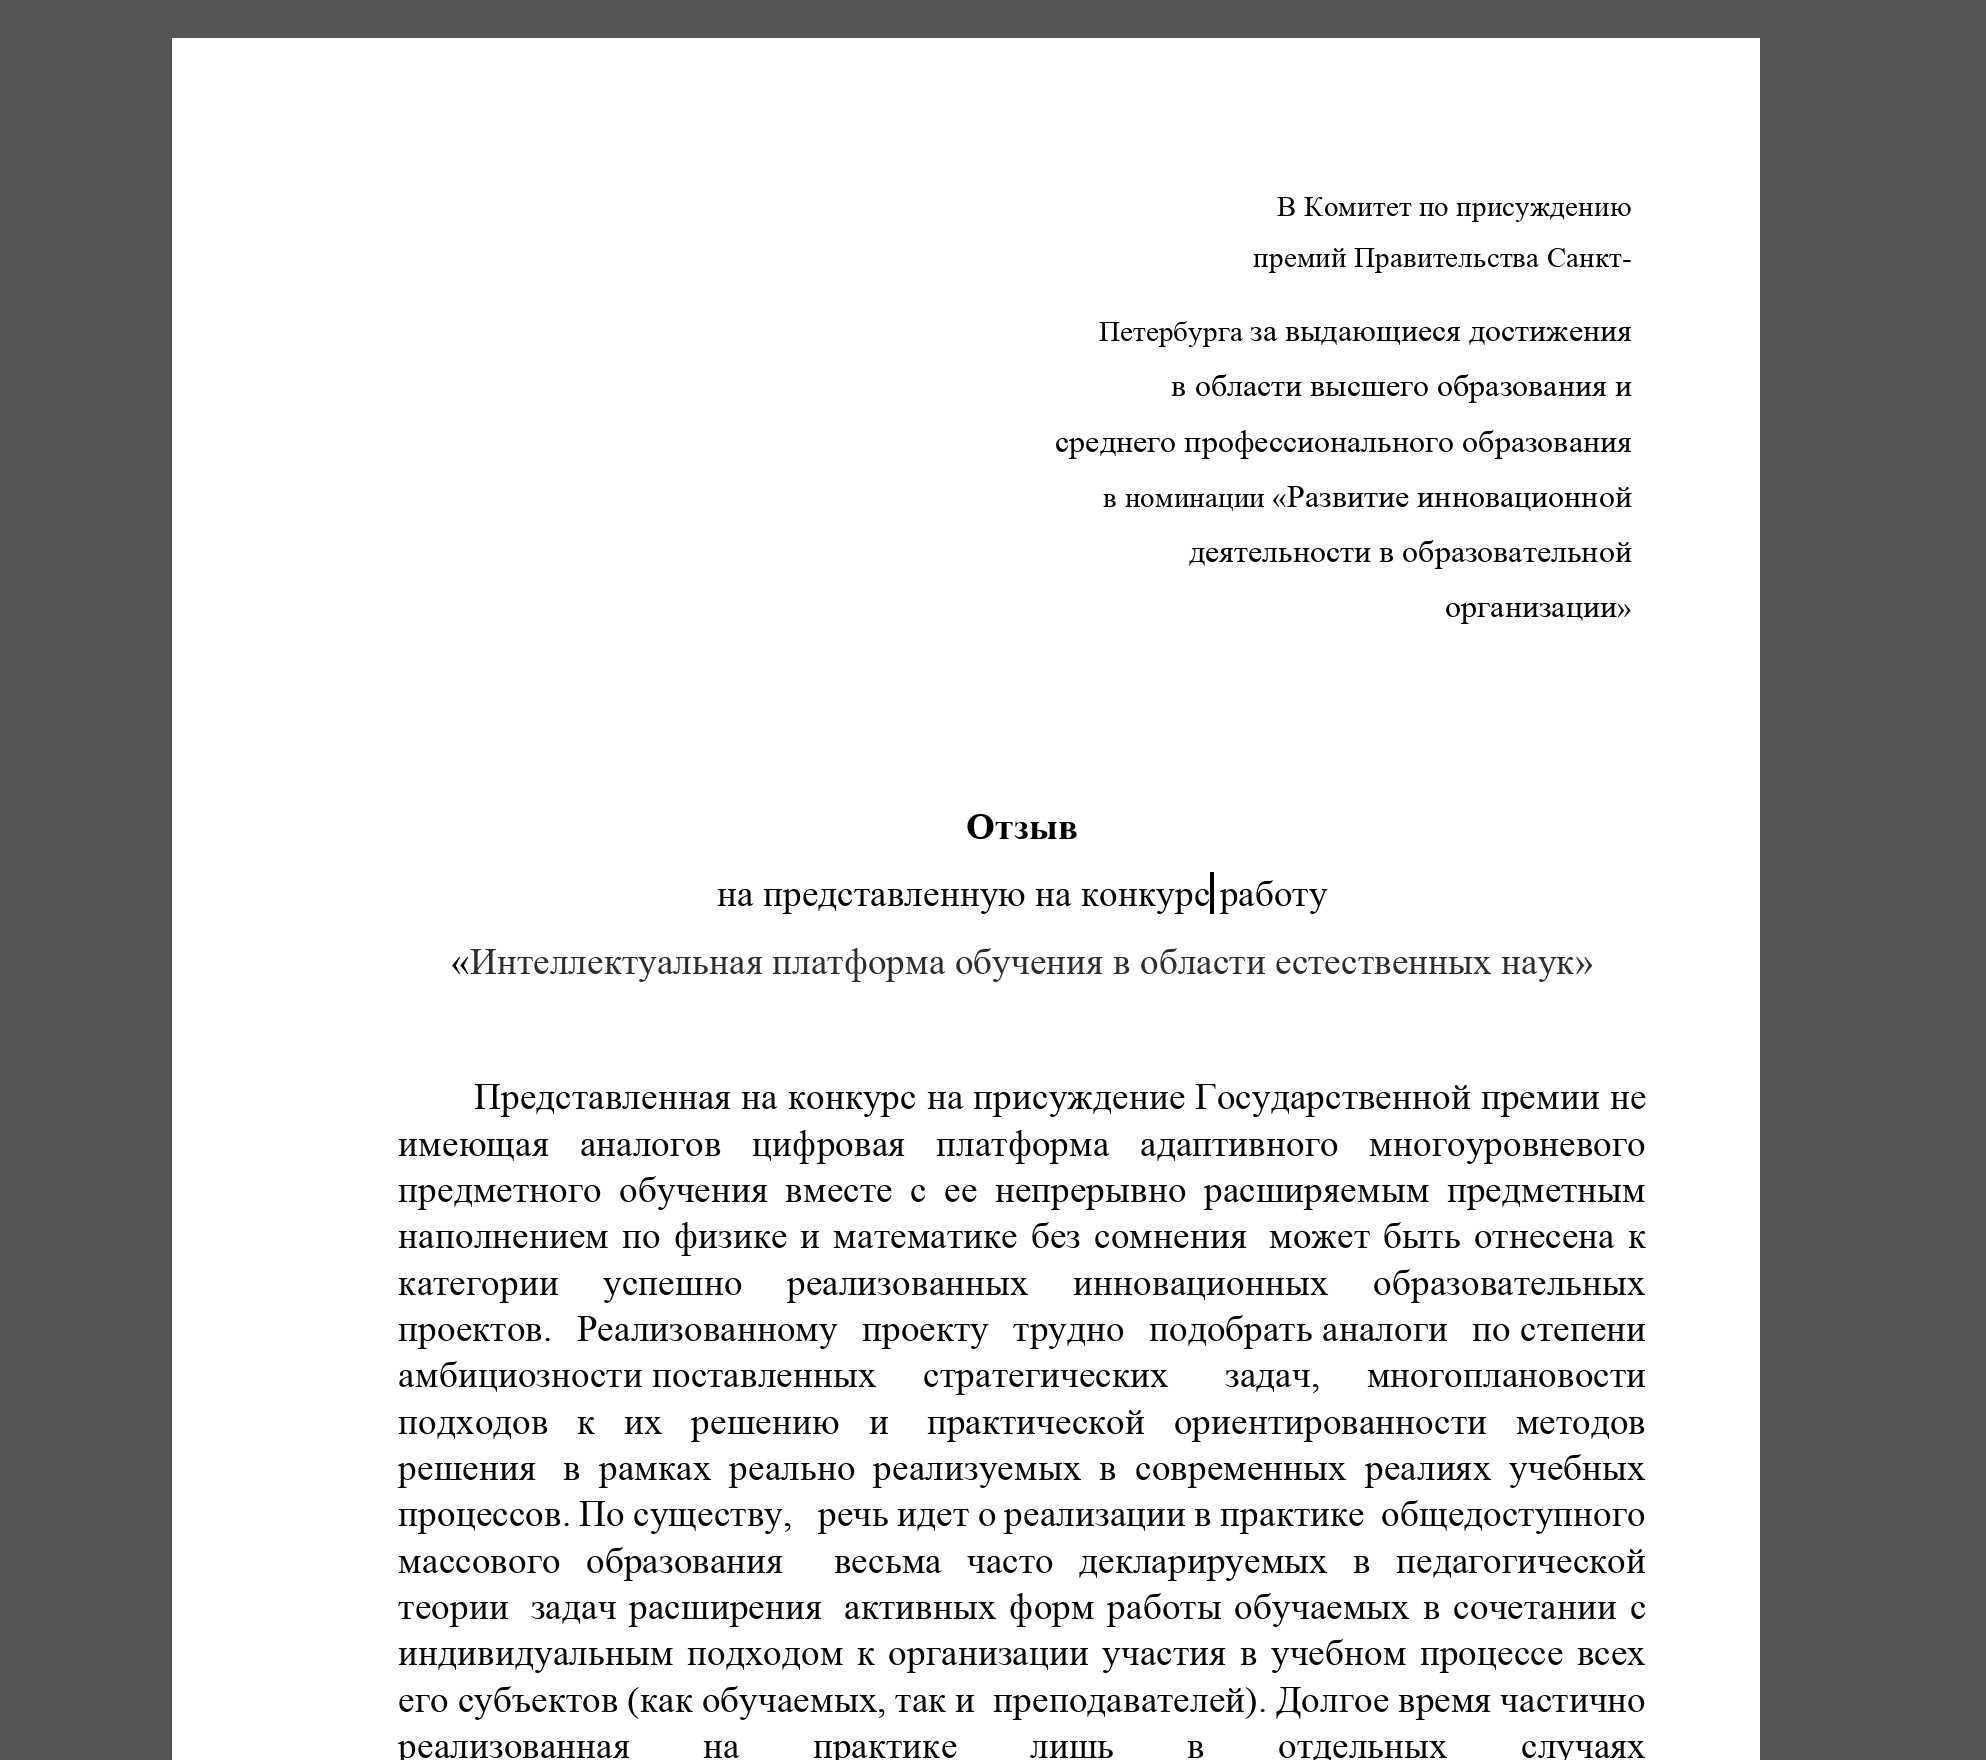 В Комитет по присуждению
премий Правительства Санкт-
Петербурга за выдающиеся достижения
в области высшего образования и
среднего профессионального образования
в номинации «Развитие инновационной
деятельности в образовательной
организации»
Отзыв
на представленную на конкурс работу
«Интеллектуальная платформа обучения в области естественных наук»
Представленная на конкурс на присуждение Государственной премии не
имеющая аналогов цифровая платформа адаптивного многоуровневого
предметного обучения вместе с ее непрерывно расширяемым предметным
наполнением по физике и математике без сомнения может быть отнесена к
категории успешно реализованных инновационных образовательных
проектов. Реализованному проекту трудно подобрать аналоги по степени
амбициозности поставленных стратегических задач, многоплановости
подходов к их решению и практической ориентированности методов
решения в рамках реально реализуемых в современных реалиях учебных
процессов. По существу, речь идет о реализации в практике общедоступного
массового образования весьма часто декларируемых в педагогической
теории задач расширения активных форм работы обучаемых в сочетании с
индивидуальным подходом к организации участия в учебном процессе всех
его субъектов (как обучаемых, так и преподавателей). Долгое время частично
реализованная на практике лишь в отдельных случаях